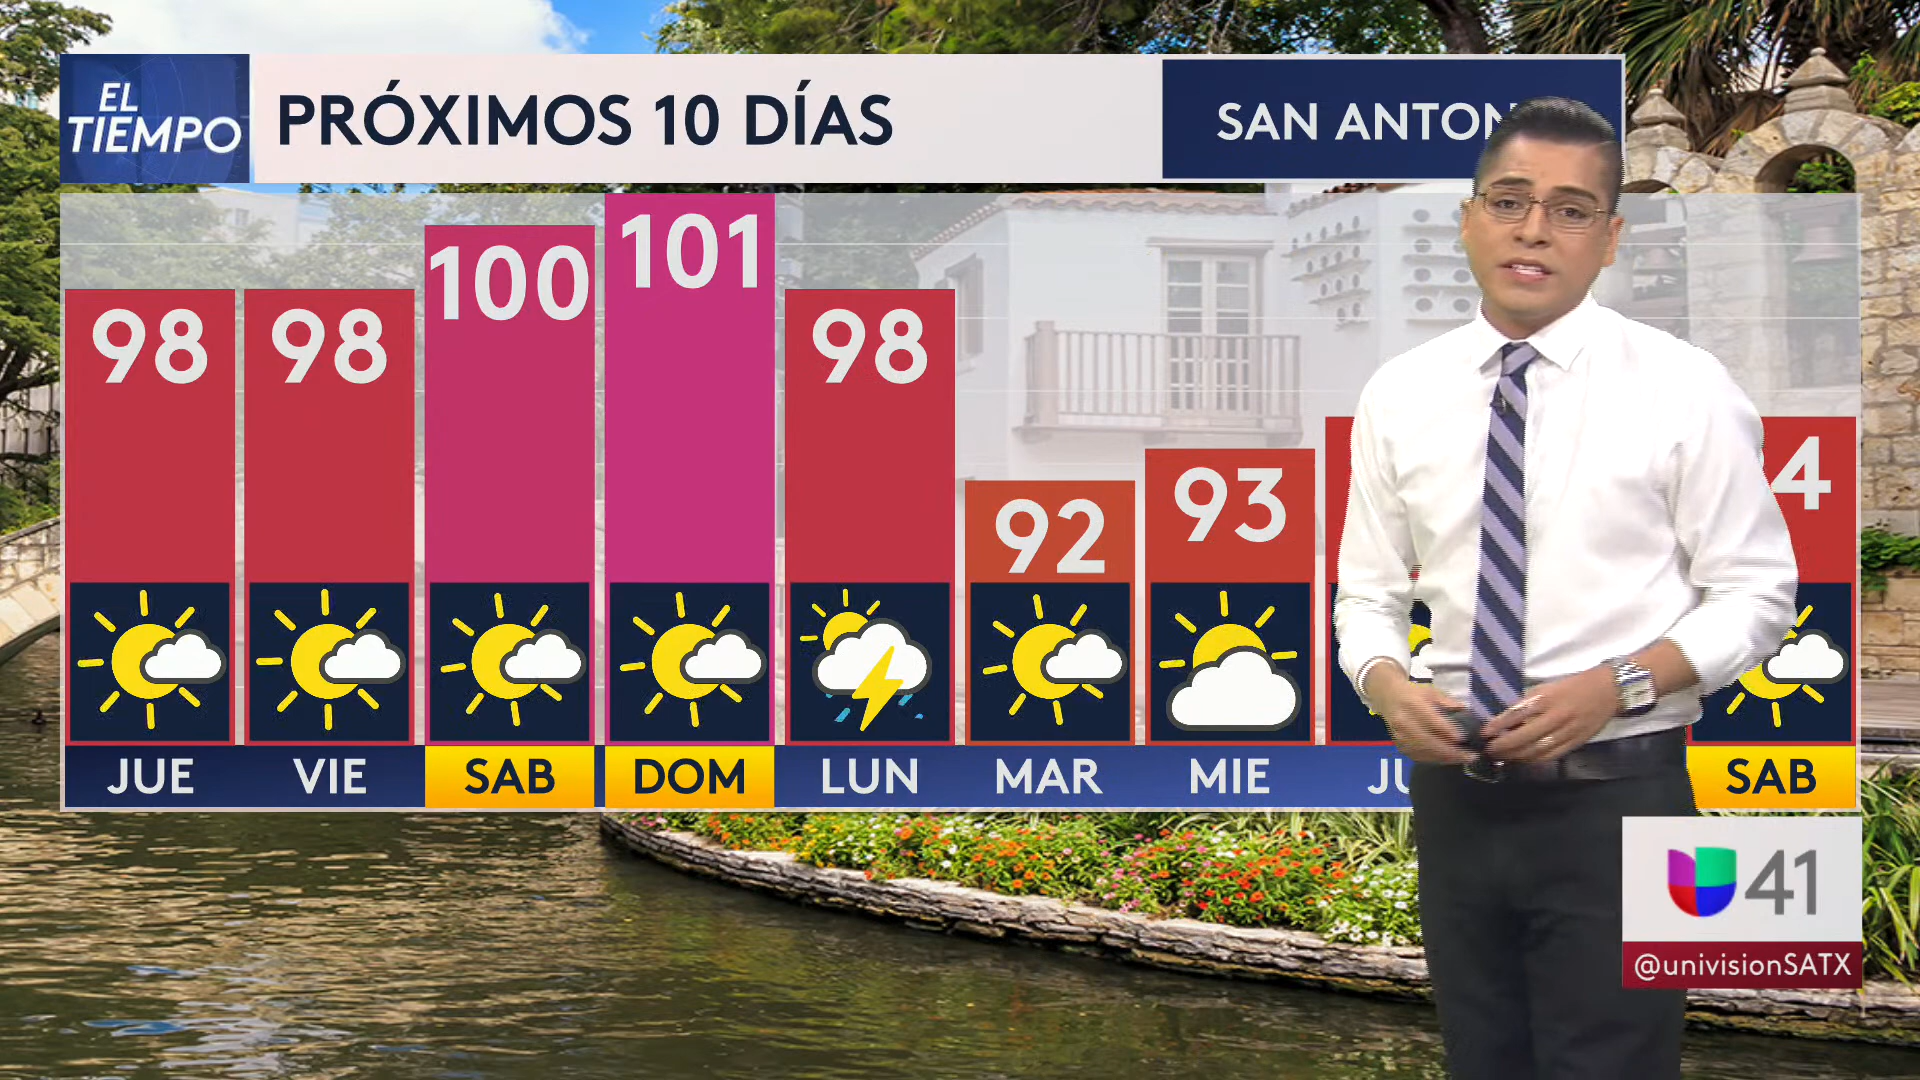 EL
TIEMPO
PRÓXIMOS 10 DÍAS
SAN
98 98 100 101 98 92 93
JUE VIE SAB DOM LUN MAR MIE SAB
41
@univisionSATX